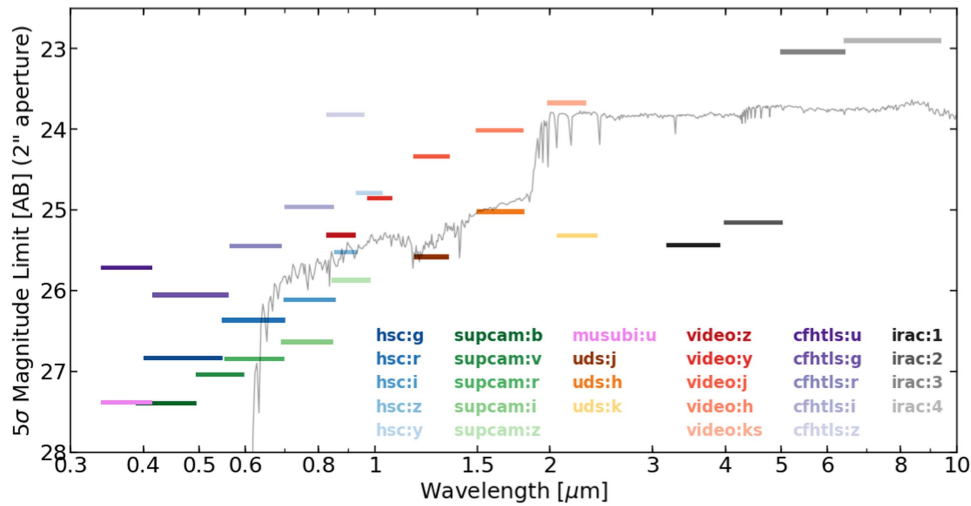 5σ Magnitude Limit [AB] (2" aperture)
23
24
25
26
27
28
hsc:g supcam:b musubi:u video:z cfhtls:u irac:1
hsc:r supcam:v uds:j video:y cfhtls:g irac:2
hsc:i supcam:r uds:h video:j cfhtls:r irac:3
hsc:z supcam:i uds:k video:h cfhtls:i irac:4
hsc:y supcam:z video:ks cfhtls:z
0.3 0.4 0.5 0.6 0.8 1 1.5 2 3 4 5 6 8 10
Wavelength [μm]